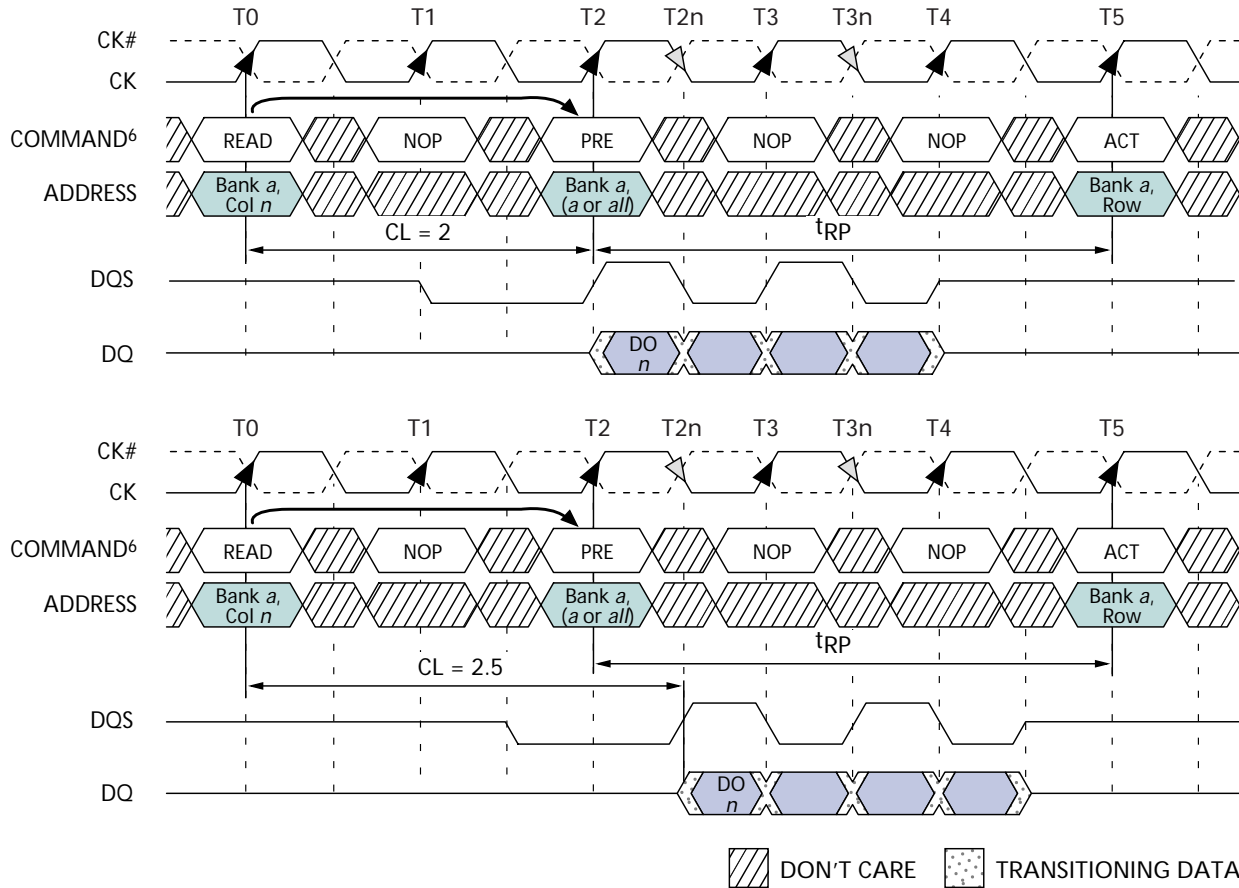 T0 T1 T2 T2n T3 T3n T4 T5
CK#
CK
COMMAND6 READ NOP PRE NOP NOP ACT
ADDRESS Bank a, Col n Bank a, (a or all) Bank a, Row
CL = 2 tRP
DQS
DQ DO n
T0 T1 T2 T2n T3 T3n T4 T5
CK#
CK
COMMAND6 READ NOP PRE NOP NOP ACT
ADDRESS Bank a, Col n Bank a, (a or all) Bank a, Row
tRP
CL = 2.5
DQS
DQ DO n
DON'T CARE TRANSITIONING DATA